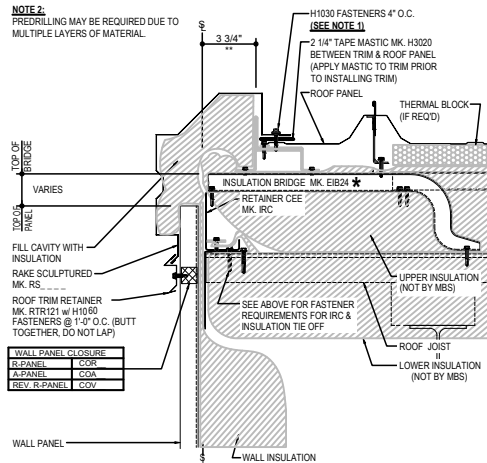 NOTE 2:
PREDRILLING MAY BE REQUIRED DUE TO
MULTIPLE LAYERS OF MATERIAL.
3 3/4"
**
H1030 FASTENERS 4" O.C.
(SEE NOTE 1)
2 1/4" TAPE MASTIC MK. H3020
BETWEEN TRIM & ROOF PANEL
(APPLY MASTIC TO TRIM PRIOR
TO INSTALLING TRIM)
ROOF PANEL
THERMAL BLOCK
(IF REQ'D)
TOP OF
BRIDGE
VARIES
TOP OF
PANEL
INSULATION BRIDGE MK. EIB24 *
RETAINER CEE
MK. IRC
FILL CAVITY WITH
INSULATION
RAKE SCULPTURED
MK. RS_ _ _ _
ROOF TRIM RETAINER
MK. RTR121 w/ H1060
FASTENERS @ 1'-0" O.C. (BUTT
TOGETHER, DO NOT LAP)
SEE ABOVE FOR FASTENER
REQUIREMENTS FOR IRC &
INSULATION TIE OFF
UPPER INSULATION
(NOT BY MBS)
ROOF JOIST
LOWER INSULATION
(NOT BY MBS)
WALL PANEL CLOSURE
R-PANEL COR__
A-PANEL COA__
REV. R-PANEL COV
WALL PANEL
WALL INSULATION